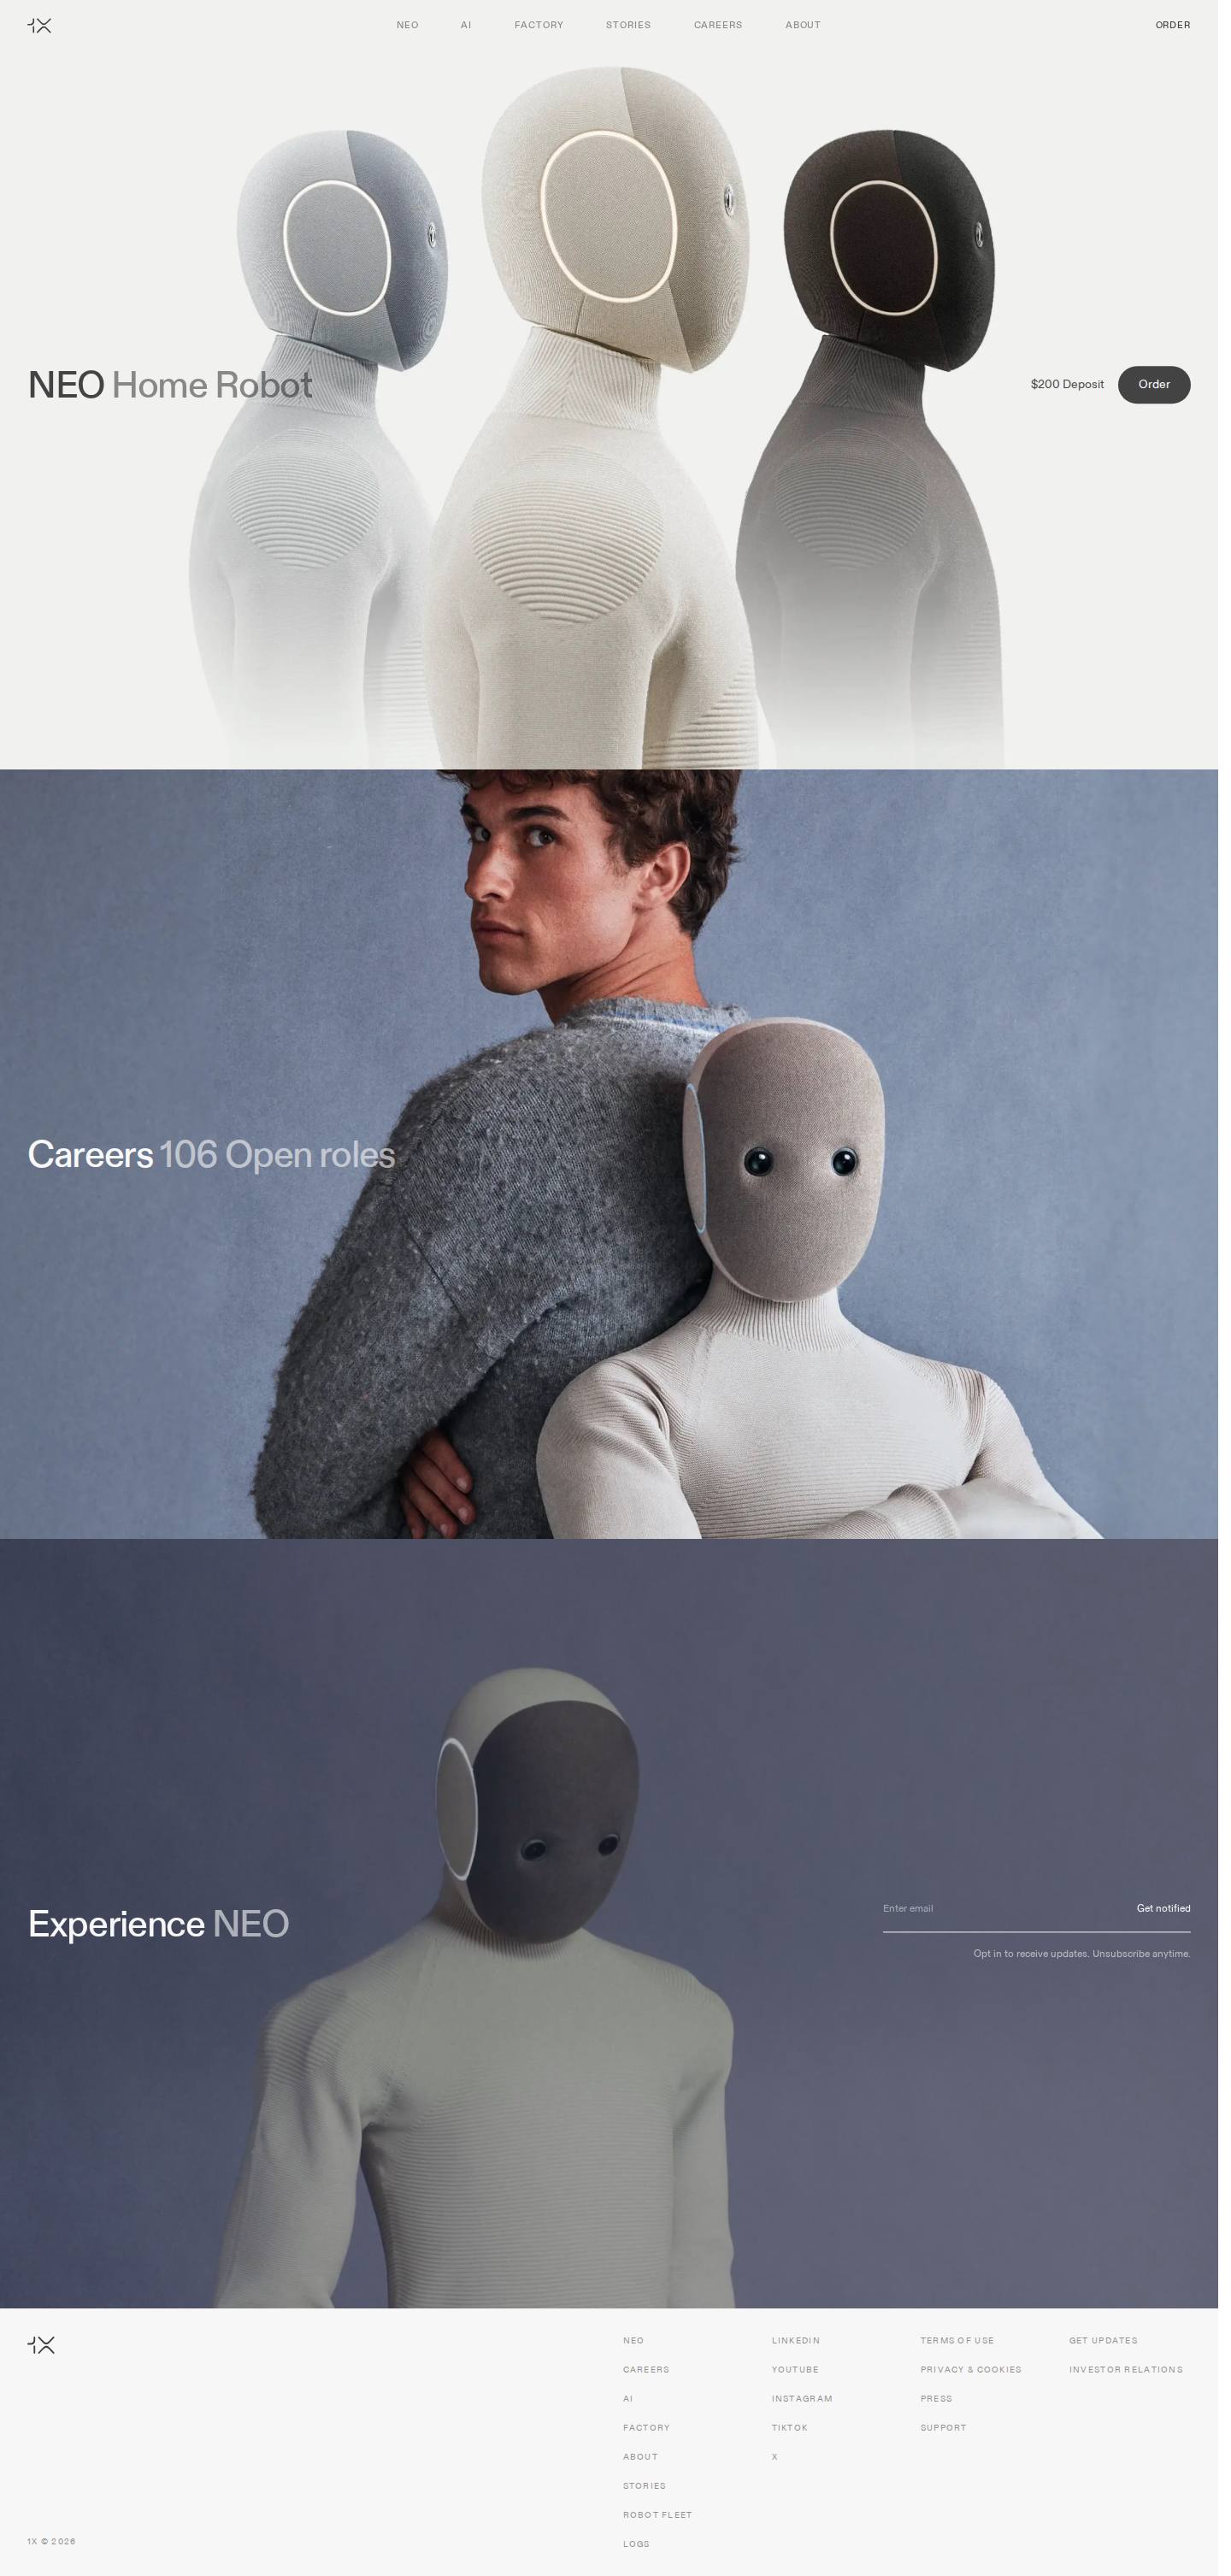 1X
NEO
AI
FACTORY
STORIES
CAREERS
ABOUT
ORDER
NEO Home Robot
$200 Deposit
Order
Careers 106 Open roles
Experience NEO
Enter email
Get notified
Opt in to receive updates. Unsubscribe anytime.
1X
NEO
CAREERS
AI
FACTORY
ABOUT
STORIES
ROBOT FLEET
LOGS
LINKEDIN
YOUTUBE
INSTAGRAM
TIKTOK
X
TERMS OF USE
PRIVACY & COOKIES
PRESS
SUPPORT
GET UPDATES
INVESTOR RELATIONS
1X © 2026